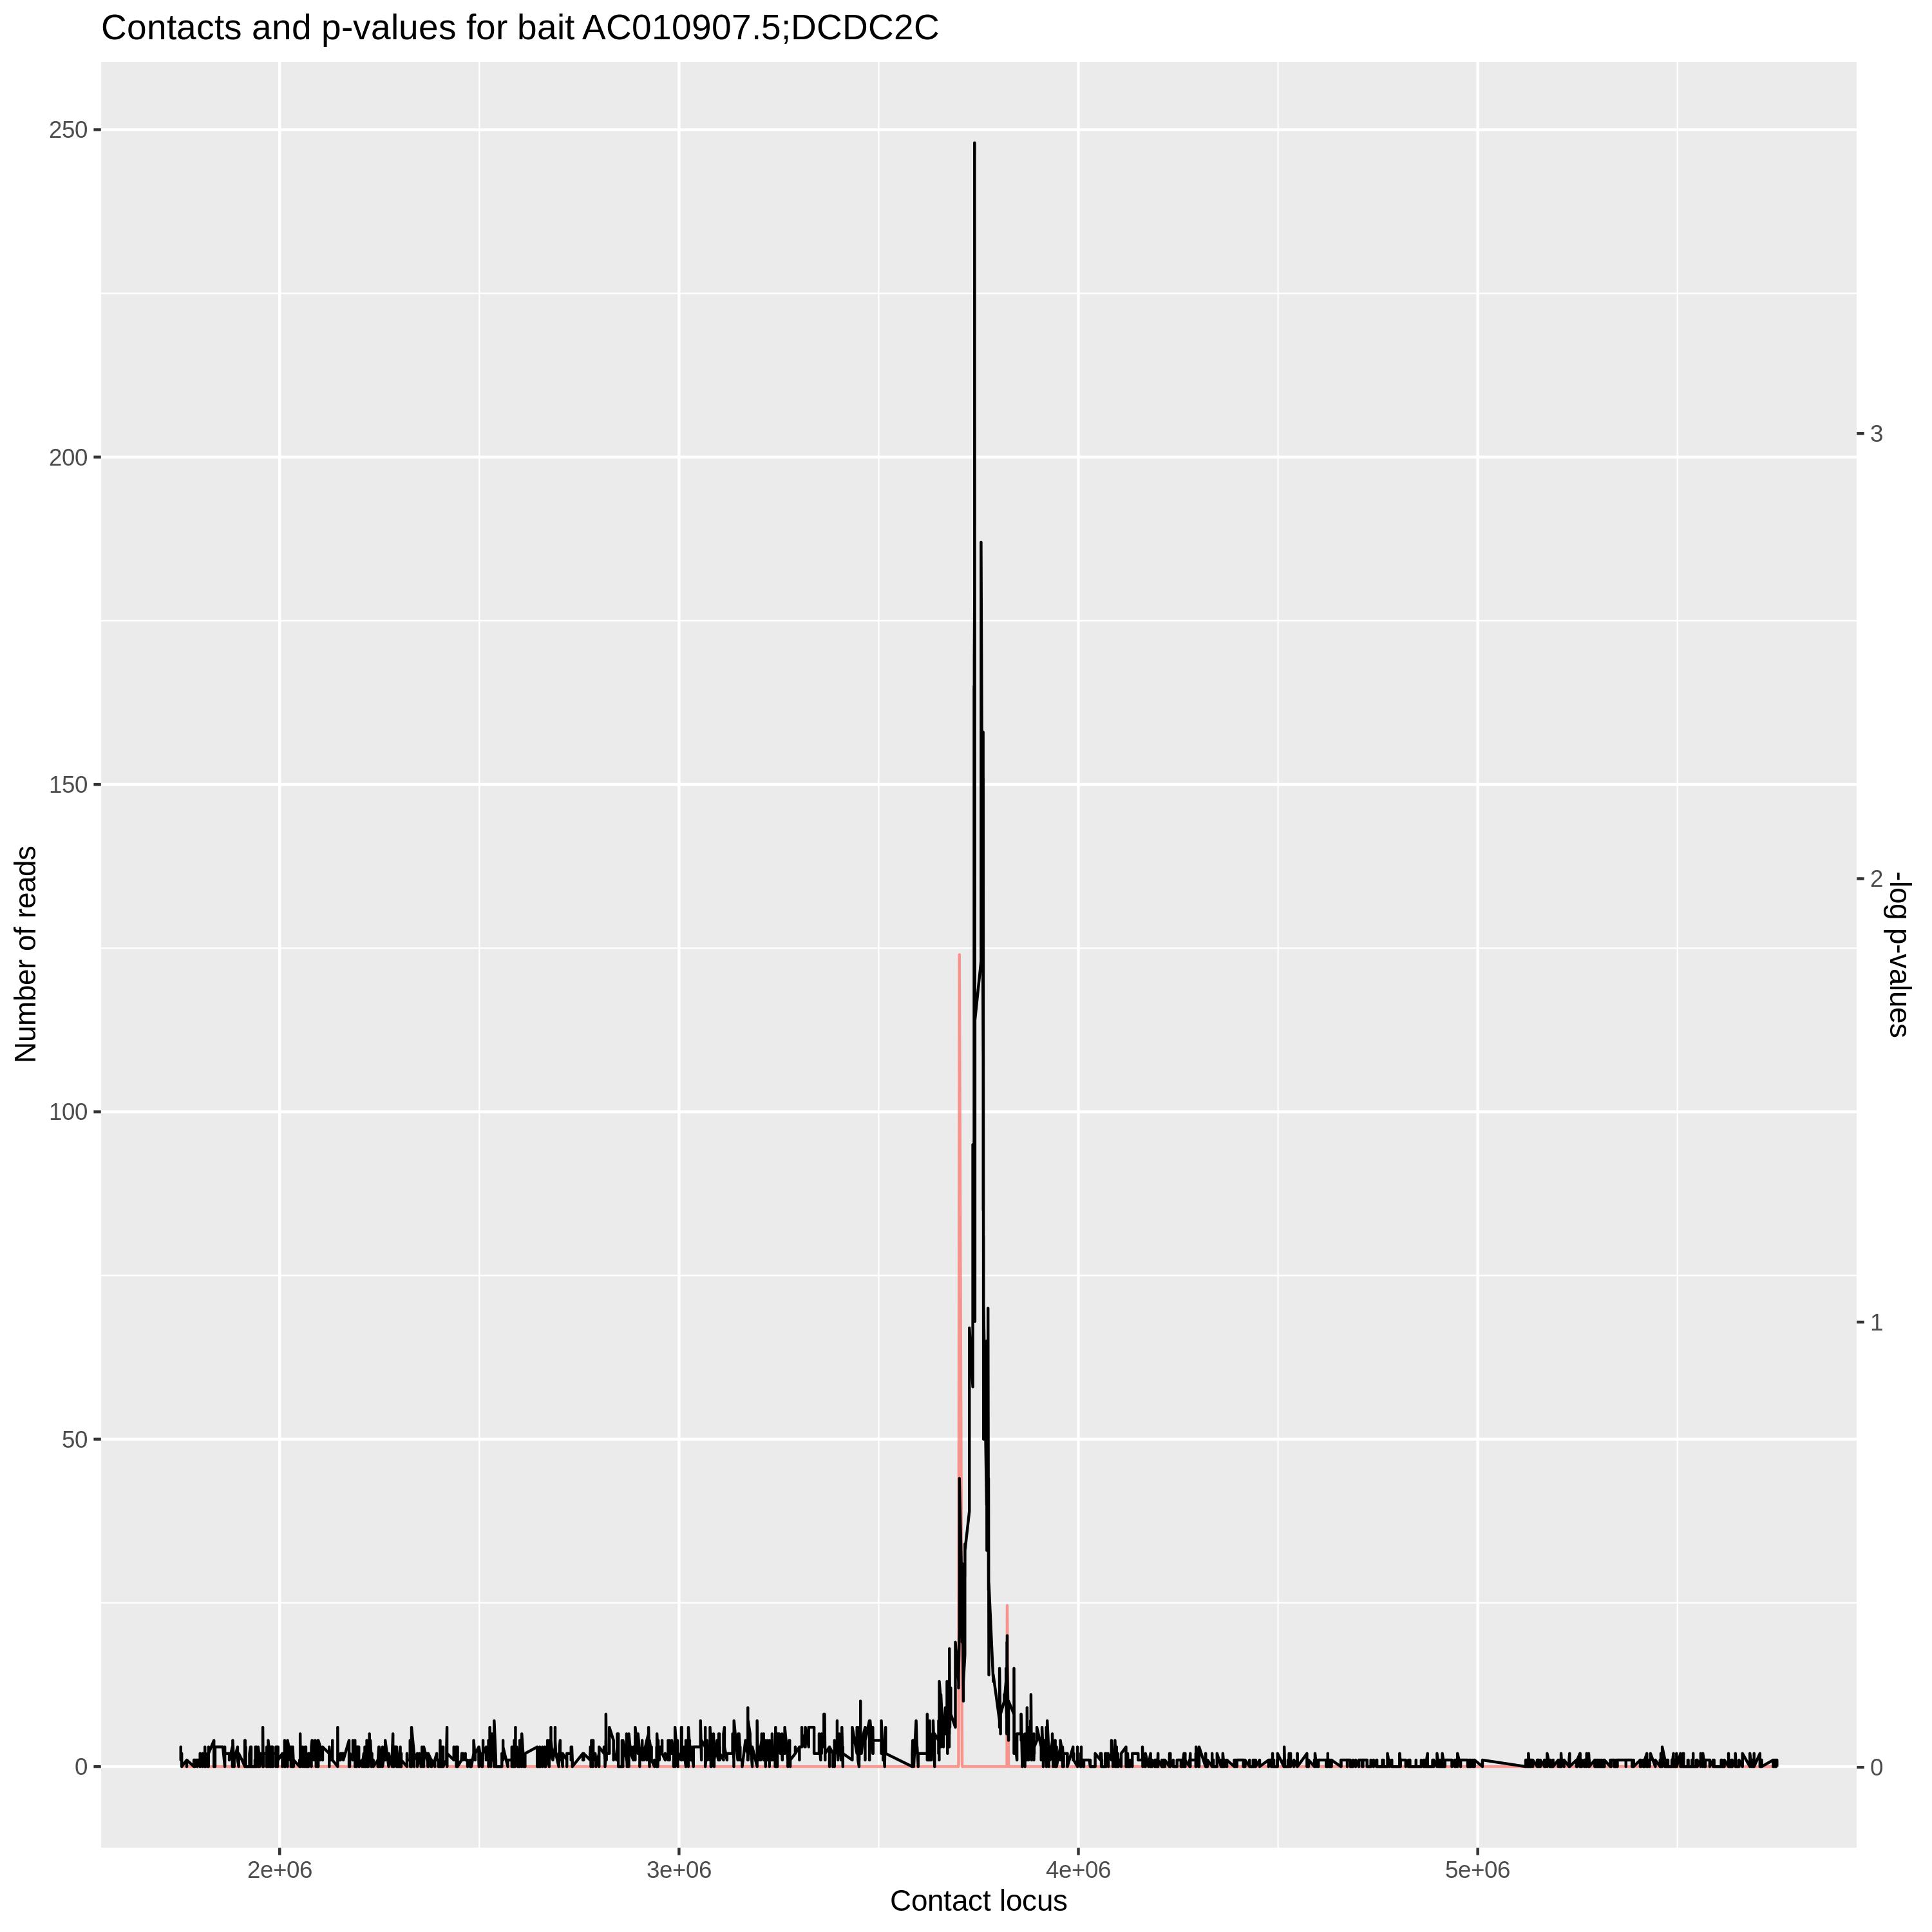 Contacts and p-values for bait AC010907.5;DCDC2C
250
200
150
100
50
0
Number of reads
3
2
1
0
-log p-values
2e+06
3e+06
4e+06
5e+06
Contact locus